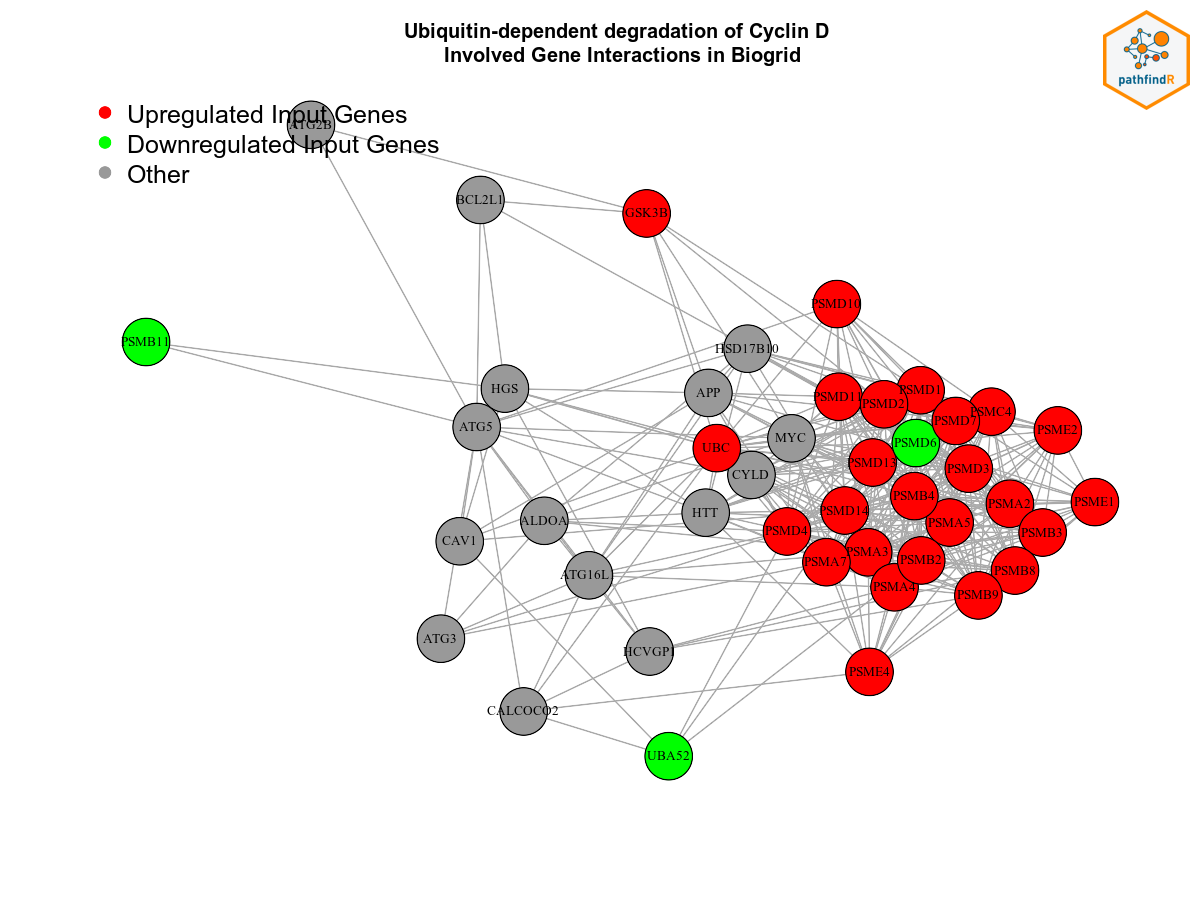 Ubiquitin-dependent degradation of Cyclin D
Involved Gene Interactions in Biogrid
pathfindR
Upregulated Input Genes
ATG2B
Downregulated Input Genes
Other
BCL2L1
GSK3B
PSMD10
PSMB11
HSD17B10
HGS
APP
PSMD11
PSMD2
PSMD1
PSMC4
PSMD7
PSME2
ATG5
UBC
MYC
PSMD6
PSMD13
PSMD3
CYLD
PSMB4
PSMA2
PSME1
HTT
PSMD14
PSMA5
ALDOA
PSMD4
PSMB3
CAV1
PSMA3
PSMA7
PSMB2
PSMB8
ATG16L
PSMA4
PSMB9
ATG3
HCVGP1
PSME4
CALCOCO2
UBA52